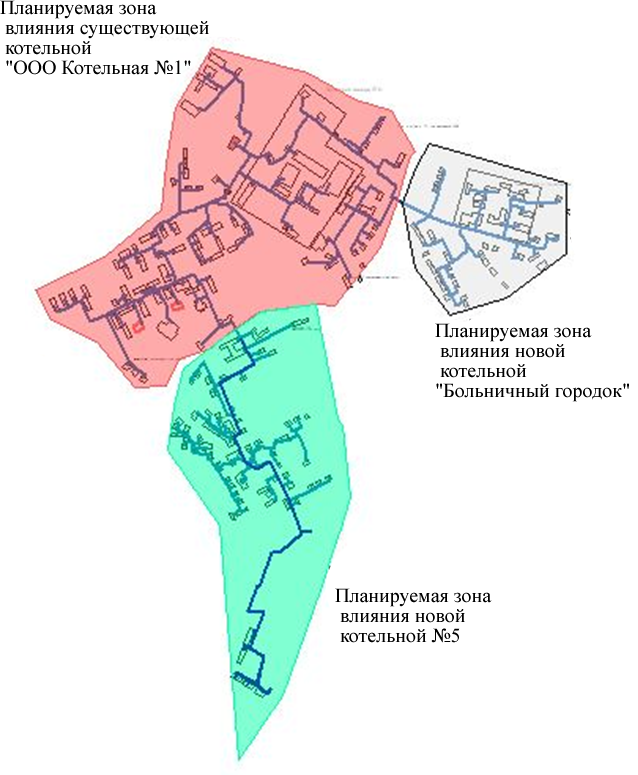 Планируемая зона
влияния существующей
котельной
"ООО Котельная №1"
Планируемая зона
влияния новой
котельной
"Больничный городок"
Планируемая зона
влияния новой
котельной №5